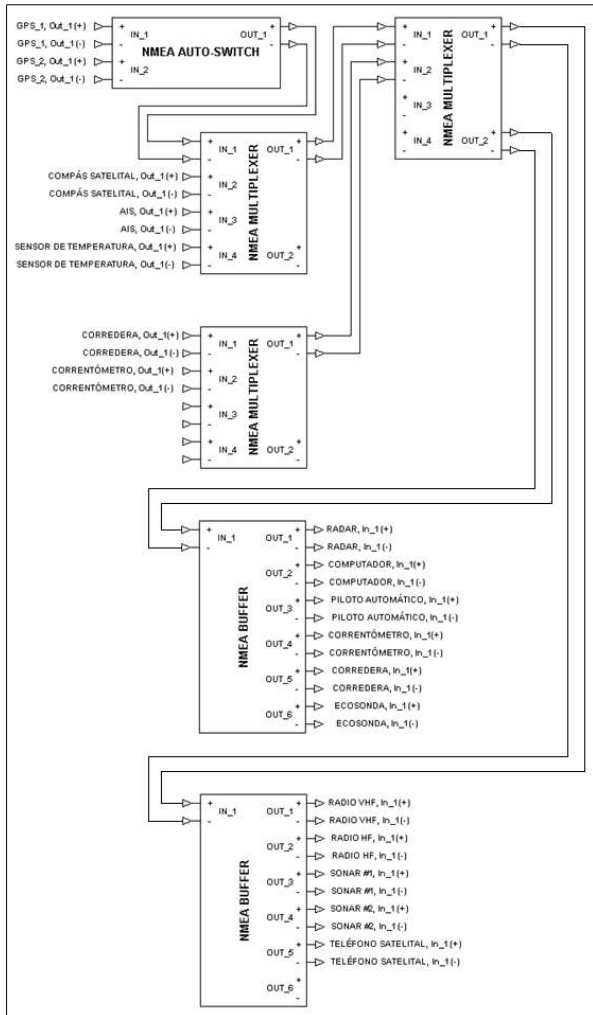 GPS_1, Out_1(+)
GPS_1, Out_1(-)
GPS_2, Out_1(+)
GPS_2, Out_1(-)
+ IN_1 OUT_1 +
- -
NMEA AUTO-SWITCH
+ IN_2
-
+ IN_1 OUT_1 +
- -
+ IN_2
-
+ IN_3
-
+ IN_4 OUT_2 +
- -
NMEA MULTIPLEXER
COMPÁS SATELITAL, Out_1(+)
COMPÁS SATELITAL, Out_1(-)
AIS, Out_1(+)
AIS, Out_1(-)
SENSOR DE TEMPERATURA, Out_1(+)
SENSOR DE TEMPERATURA, Out_1(-)
+ IN_1 OUT_1 +
- -
+ IN_2
-
+ IN_3
-
+ IN_4 OUT_2 +
- -
NMEA MULTIPLEXER
CORREDERA, Out_1(+)
CORREDERA, Out_1(-)
CORRENTÓMETRO, Out_1(+)
CORRENTÓMETRO, Out_1(-)
+ IN_1 OUT_1 +
- -
+ IN_2
-
+ IN_3
-
+ IN_4 OUT_2 +
- -
NMEA MULTIPLEXER
+ IN_1 OUT_1 + RADAR, In_1(+)
- - RADAR, In_1(-)
OUT_2 + COMPUTADOR, In_1(+)
- COMPUTADOR, In_1(-)
OUT_3 + PILOTO AUTOMÁTICO, In_1(+)
- PILOTO AUTOMÁTICO, In_1(-)
OUT_4 + CORRENTÓMETRO, In_1(+)
- CORRENTÓMETRO, In_1(-)
OUT_5 + CORREDERA, In_1(+)
- CORREDERA, In_1(-)
OUT_6 + ECOSONDA, In_1(+)
- ECOSONDA, In_1(-)
NMEA BUFFER
+ IN_1 OUT_1 + RADIO VHF, In_1(+)
- - RADIO VHF, In_1(-)
OUT_2 + RADIO HF, In_1(+)
- RADIO HF, In_1(-)
OUT_3 + SONAR #1, In_1(+)
- SONAR #1, In_1(-)
OUT_4 + SONAR #2, In_1(+)
- SONAR #2, In_1(-)
OUT_5 + TELÉFONO SATELITAL, In_1(+)
- TELÉFONO SATELITAL, In_1(-)
OUT_6 +
-
NMEA BUFFER